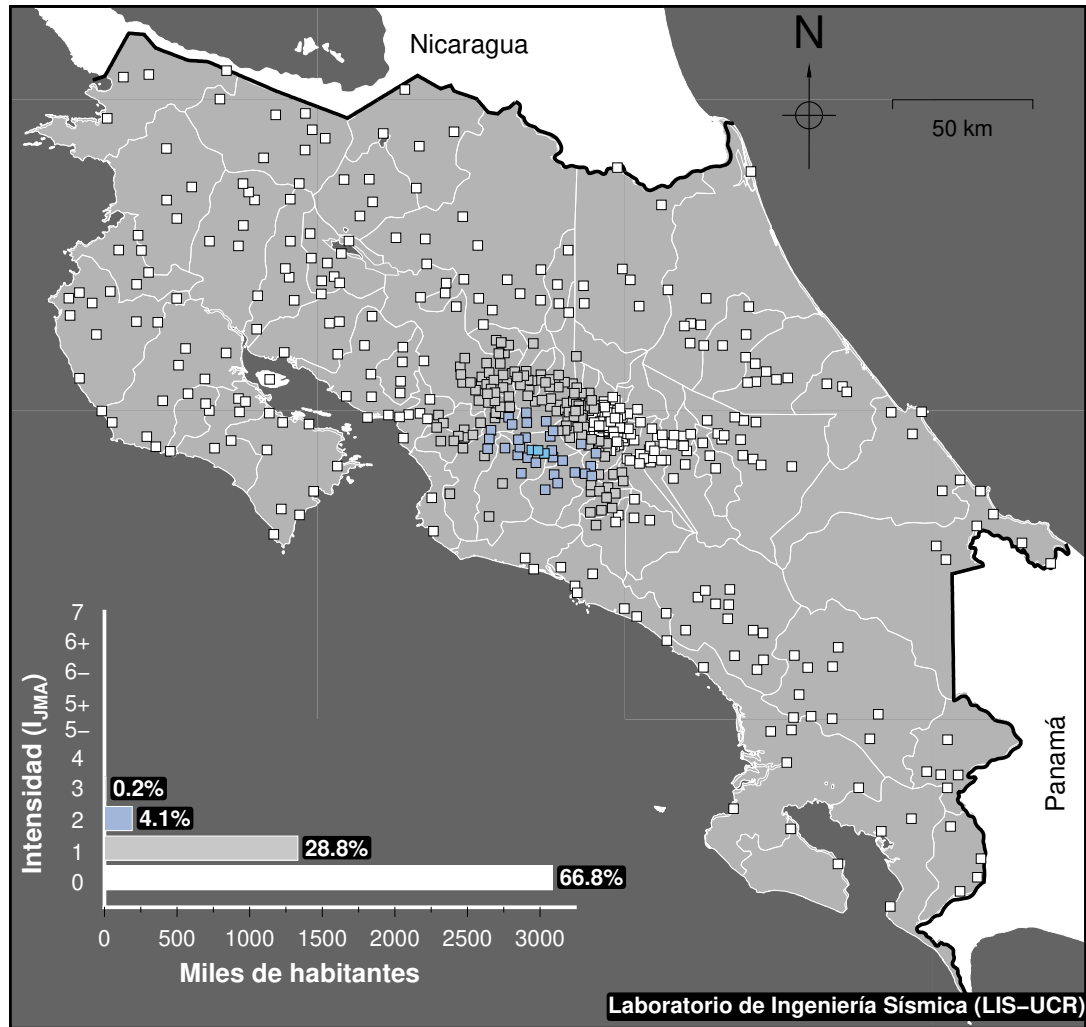 Nicaragua
N
50 km
Panamá
Intensidad (I_JMA)
7
6+
6−
5+
5−
4
3
2
1
0
0.2%
4.1%
28.8%
66.8%
0 500 1000 1500 2000 2500 3000
Miles de habitantes
Laboratorio de Ingeniería Sísmica (LIS−UCR)